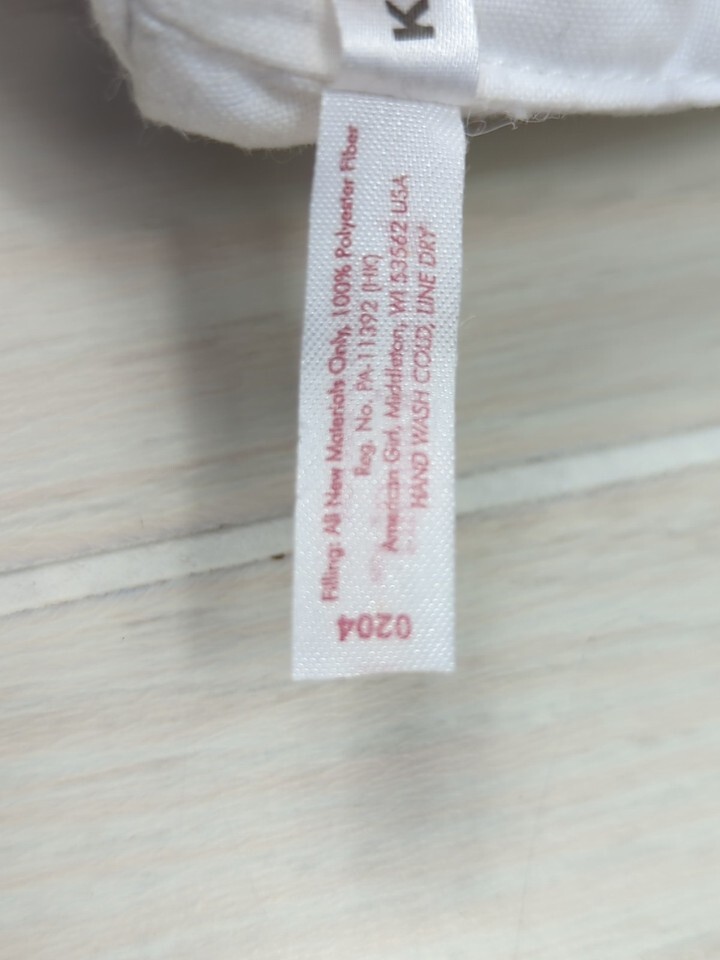 K
Filling: All New Materials Only, 100% Polyester Fiber
Reg. No. PA-11392 (HK)
American Girl, Middleton, WI 53562 USA
HAND WASH COLD, LINE DRY
0204